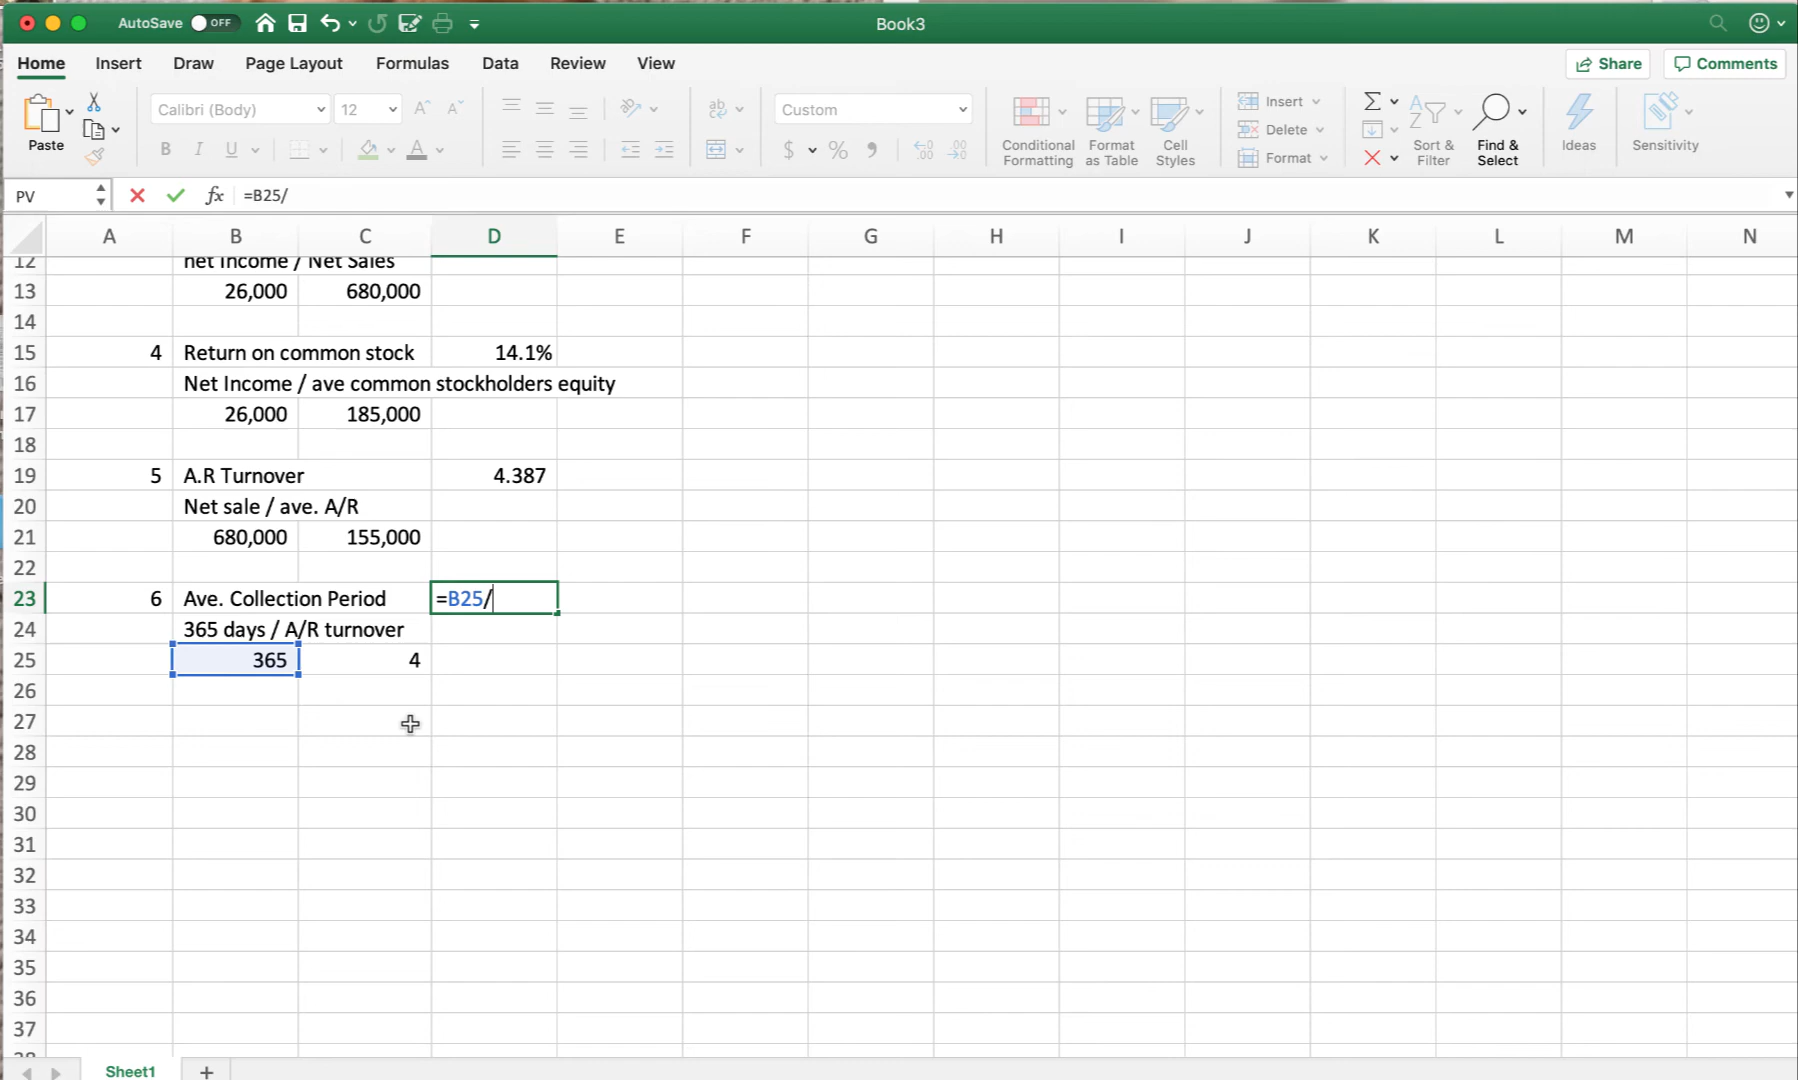 AutoSave OFF
Book3
Home Insert Draw Page Layout Formulas Data Review View
Share Comments
Paste
Calibri (Body) 12
B I U A
ab
Custom
$ %
Conditional Formatting
Format as Table
Cell Styles
Insert
Delete
Format
Sort & Filter
Find & Select
Ideas
Sensitivity
PV fx =B25/
A B C D E F G H I J K L M N
12 net Income / Net Sales
13 26,000 680,000
14
15 4 Return on common stock 14.1%
16 Net Income / ave common stockholders equity
17 26,000 185,000
18
19 5 A.R Turnover 4.387
20 Net sale / ave. A/R
21 680,000 155,000
22
23 6 Ave. Collection Period =B25/
24 365 days / A/R turnover
25 365 4
26
27
28
29
30
31
32
33
34
35
36
37
38
Sheet1 +